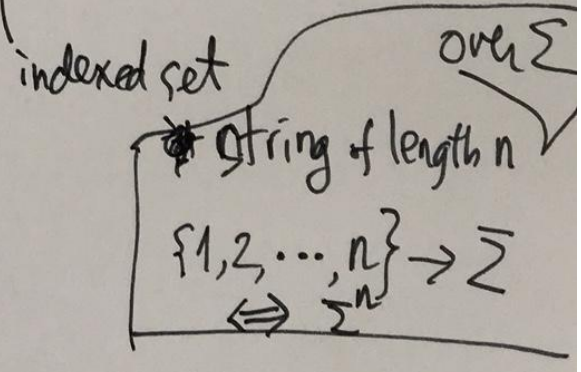 over Σ
indexed set
string of length n
{1,2,⋯,n}→Σ
⇔ Σⁿ